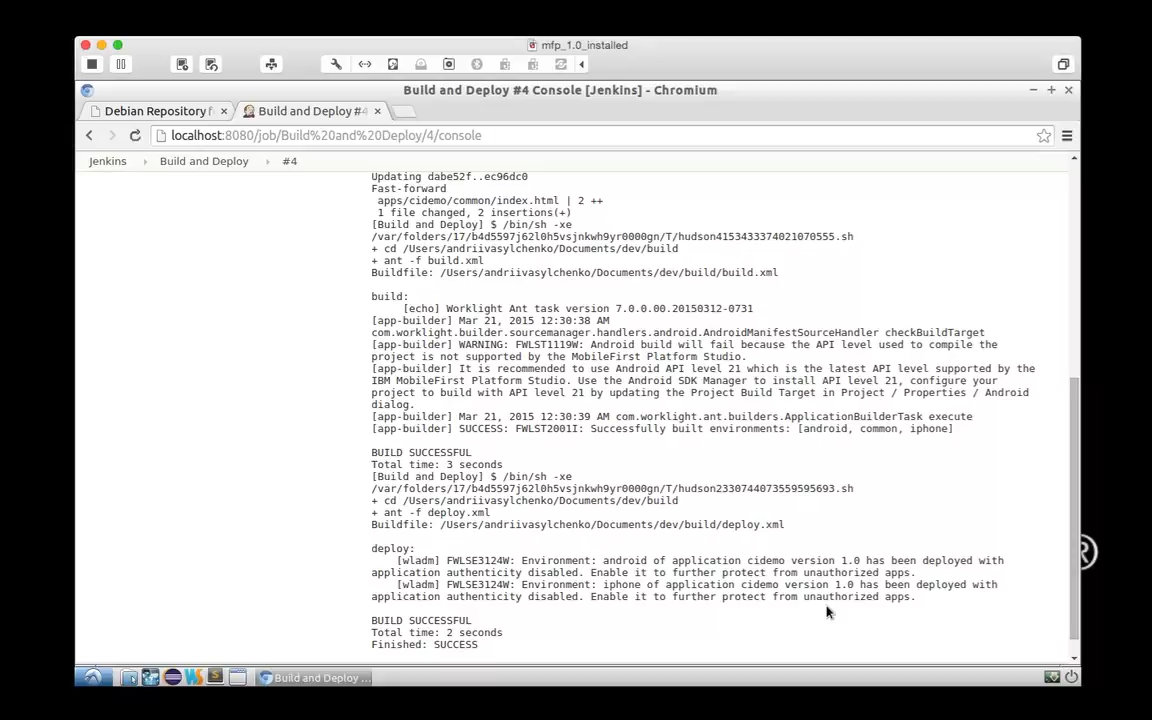 mfp_1.0_installed
Build and Deploy #4 Console [Jenkins] - Chromium
Debian Repository f
Build and Deploy #4
localhost:8080/job/Build%20and%20Deploy/4/console
Jenkins › Build and Deploy › #4
Updating dabe52f..ec96dc0
Fast-forward
apps/cidemo/common/index.html | 2 ++
1 file changed, 2 insertions(+)
[Build and Deploy] $ /bin/sh -xe
/var/folders/17/b4d5597j62l0h5vsjnkwh9yr0000gn/T/hudson4153433374021070555.sh
+ cd /Users/andriivasylchenko/Documents/dev/build
+ ant -f build.xml
Buildfile: /Users/andriivasylchenko/Documents/dev/build/build.xml
build:
[echo] Worklight Ant task version 7.0.0.00.20150312-0731
[app-builder] Mar 21, 2015 12:30:38 AM
com.worklight.builder.sourcemanager.handlers.android.AndroidManifestSourceHandler checkBuildTarget
[app-builder] WARNING: FWLST1119W: Android build will fail because the API level used to compile the
project is not supported by the MobileFirst Platform Studio.
[app-builder] It is recommended to use Android API level 21 which is the latest API level supported by the
IBM MobileFirst Platform Studio. Use the Android SDK Manager to install API level 21, configure your
project to build with API level 21 by updating the Project Build Target in Project / Properties / Android
dialog.
[app-builder] Mar 21, 2015 12:30:39 AM com.worklight.ant.builders.ApplicationBuilderTask execute
[app-builder] SUCCESS: FWLST2001I: Successfully built environments: [android, common, iphone]
BUILD SUCCESSFUL
Total time: 3 seconds
[Build and Deploy] $ /bin/sh -xe
/var/folders/17/b4d5597j62l0h5vsjnkwh9yr0000gn/T/hudson2330744073559595693.sh
+ cd /Users/andriivasylchenko/Documents/dev/build
+ ant -f deploy.xml
Buildfile: /Users/andriivasylchenko/Documents/dev/build/deploy.xml
deploy:
[wladm] FWLSE3124W: Environment: android of application cidemo version 1.0 has been deployed with
application authenticity disabled. Enable it to further protect from unauthorized apps.
[wladm] FWLSE3124W: Environment: iphone of application cidemo version 1.0 has been deployed with
application authenticity disabled. Enable it to further protect from unauthorized apps.
BUILD SUCCESSFUL
Total time: 2 seconds
Finished: SUCCESS
Build and Deploy ...
®